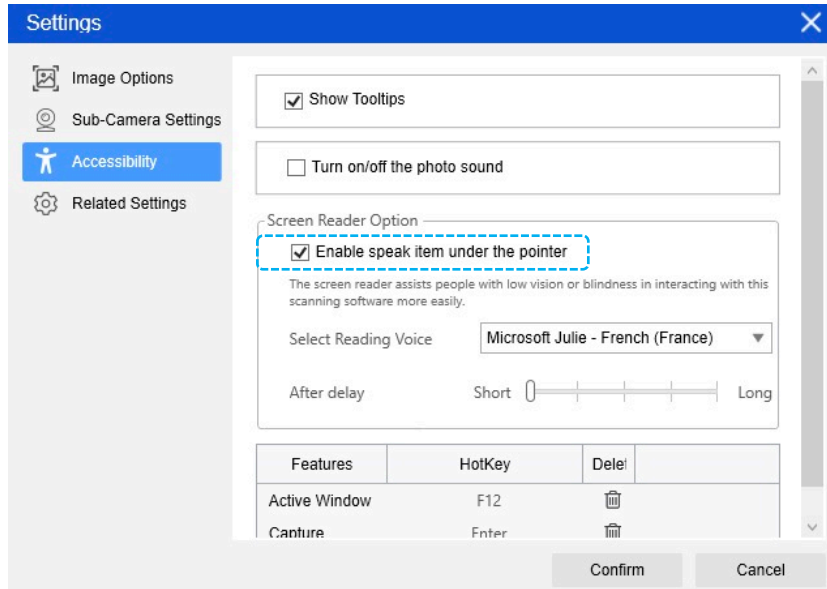 Settings
Image Options
Sub-Camera Settings
Accessibility
Related Settings
Show Tooltips
Turn on/off the photo sound
Screen Reader Option
Enable speak item under the pointer
The screen reader assists people with low vision or blindness in interacting with this
scanning software more easily.
Select Reading Voice Microsoft Julie - French (France)
After delay Short Long
Features HotKey Delet
Active Window F12
Capture Enter
Confirm Cancel